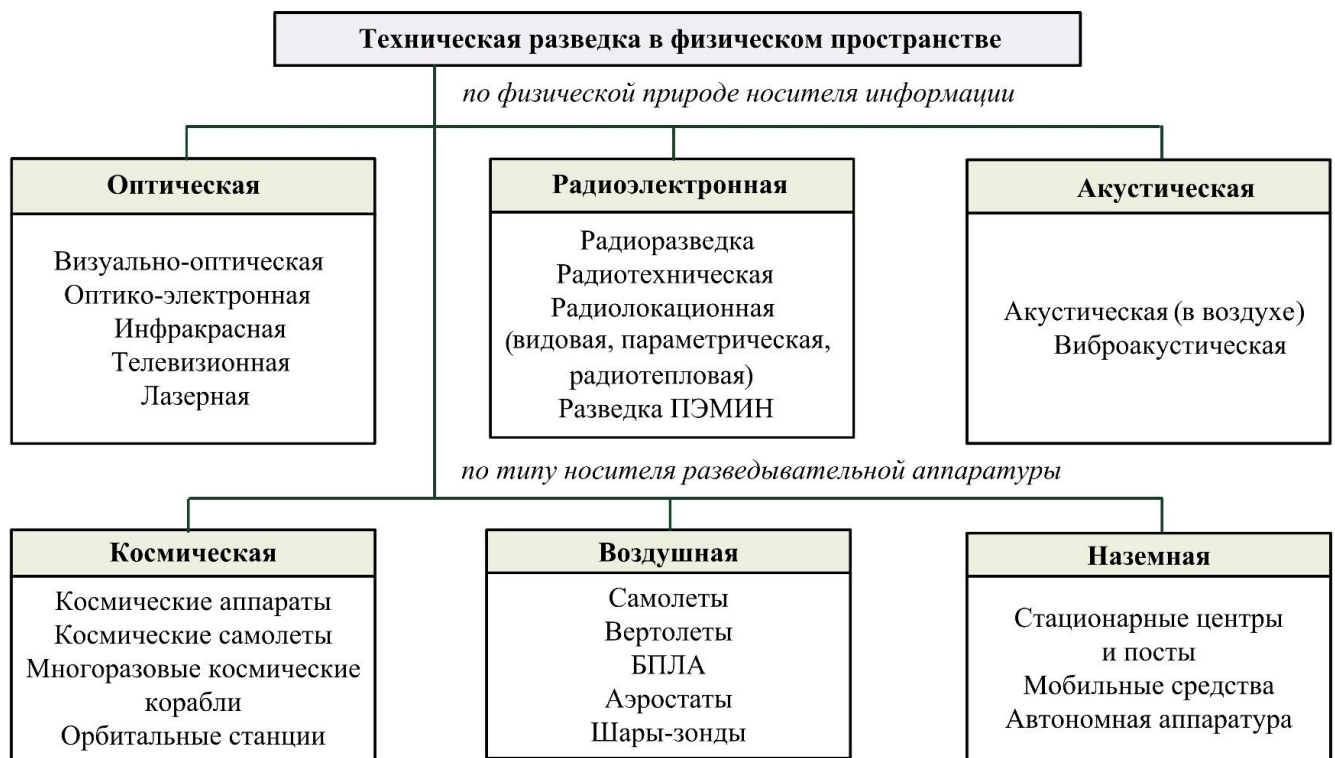 Техническая разведка в физическом пространстве
по физической природе носителя информации
Оптическая
Визуально-оптическая
Оптико-электронная
Инфракрасная
Телевизионная
Лазерная
Радиоэлектронная
Радиоразведка
Радиотехническая
Радиолокационная
(видовая, параметрическая,
радиотепловая)
Разведка ПЭМИН
Акустическая
Акустическая (в воздухе)
Виброакустическая
по типу носителя разведывательной аппаратуры
Космическая
Космические аппараты
Космические самолеты
Многоразовые космические
корабли
Орбитальные станции
Воздушная
Самолеты
Вертолеты
БПЛА
Аэростаты
Шары-зонды
Наземная
Стационарные центры
и посты
Мобильные средства
Автономная аппаратура